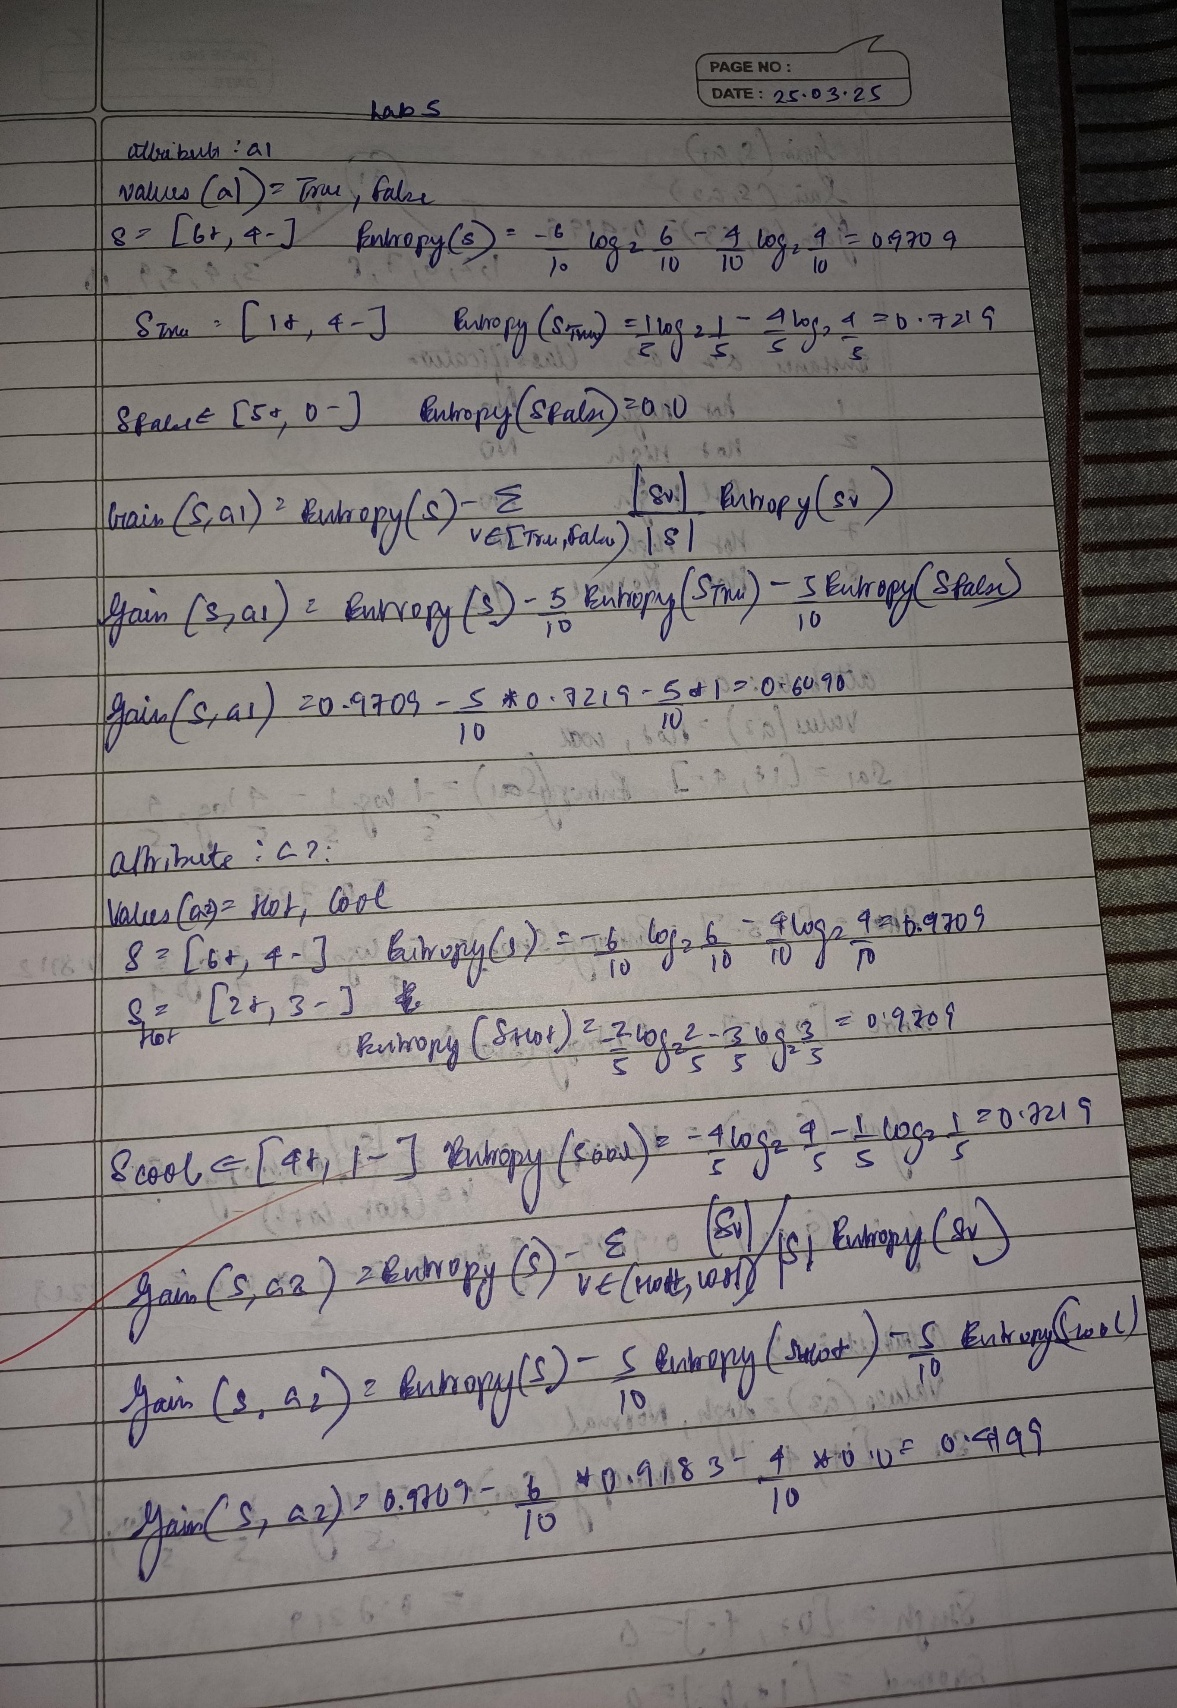 PAGE NO :
DATE : 25.03.25
Lab 5
attribute : a1
values (a1) = True, false
S = [6+, 4-] Entropy(s) = -6/10 log2 6/10 - 4/10 log2 4/10 = 0.9709
STrue = [1+, 4-] Entropy (STrue) = -1/5 log2 1/5 - 4/5 log2 4/5 = 0.7219
Sfalse ∈ [5+, 0-] Entropy(Sfalse) = 0.0
Gain (S, a1) = Entropy(S) - Σ v∈[True, False) |Sv|/|S| Entropy (Sv)
Gain (S, a1) = Entropy (S) - 5/10 Entropy (STrue) - 5/10 Entropy (Sfalse)
Gain (S, a1) = 0.9709 - 5/10 * 0.7219 - 5/10 * 1 = 0.6090
attribute : a2:
Values (a2) = Hot, Cool
S = [6+, 4-] Entropy(s) = -6/10 log2 6/10 - 4/10 log2 4/10 = 0.9709
SHot = [2+, 3-]
Entropy (SHot) = -2/5 log2 2/5 - 3/5 log2 3/5 = 0.9709
Scool ∈ [4+, 1-] Entropy (Scool) = -4/5 log2 4/5 - 1/5 log2 1/5 = 0.7219
Gain (S, a2) = Entropy (S) - Σ v∈(Hott, cool) |Sv|/|S| Entropy (Sv)
Gain (S, a2) = Entropy(S) - 5/10 Entropy (SHot) - 5/10 Entropy(Scool)
Gain (S, a2) = 0.9709 - 6/10 * 0.9183 - 4/10 * 0.0 = 0.4199